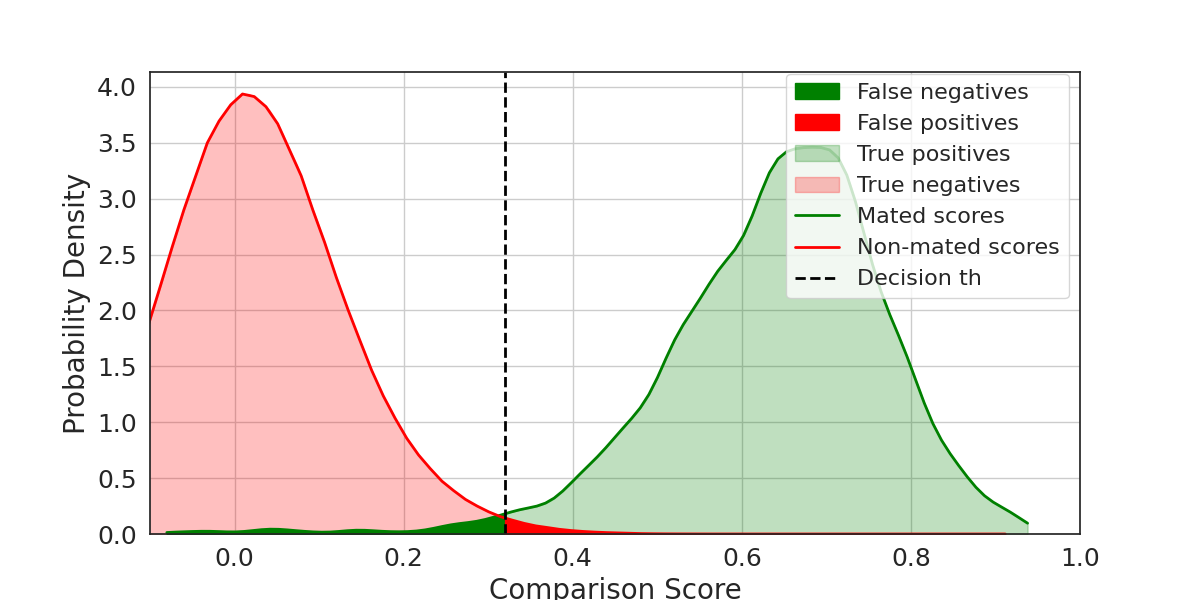 4.0
3.5
3.0
2.5
2.0
1.5
1.0
0.5
0.0
Probability Density
0.0 0.2 0.4 0.6 0.8 1.0
Comparison Score
False negatives
False positives
True positives
True negatives
Mated scores
Non-mated scores
Decision th